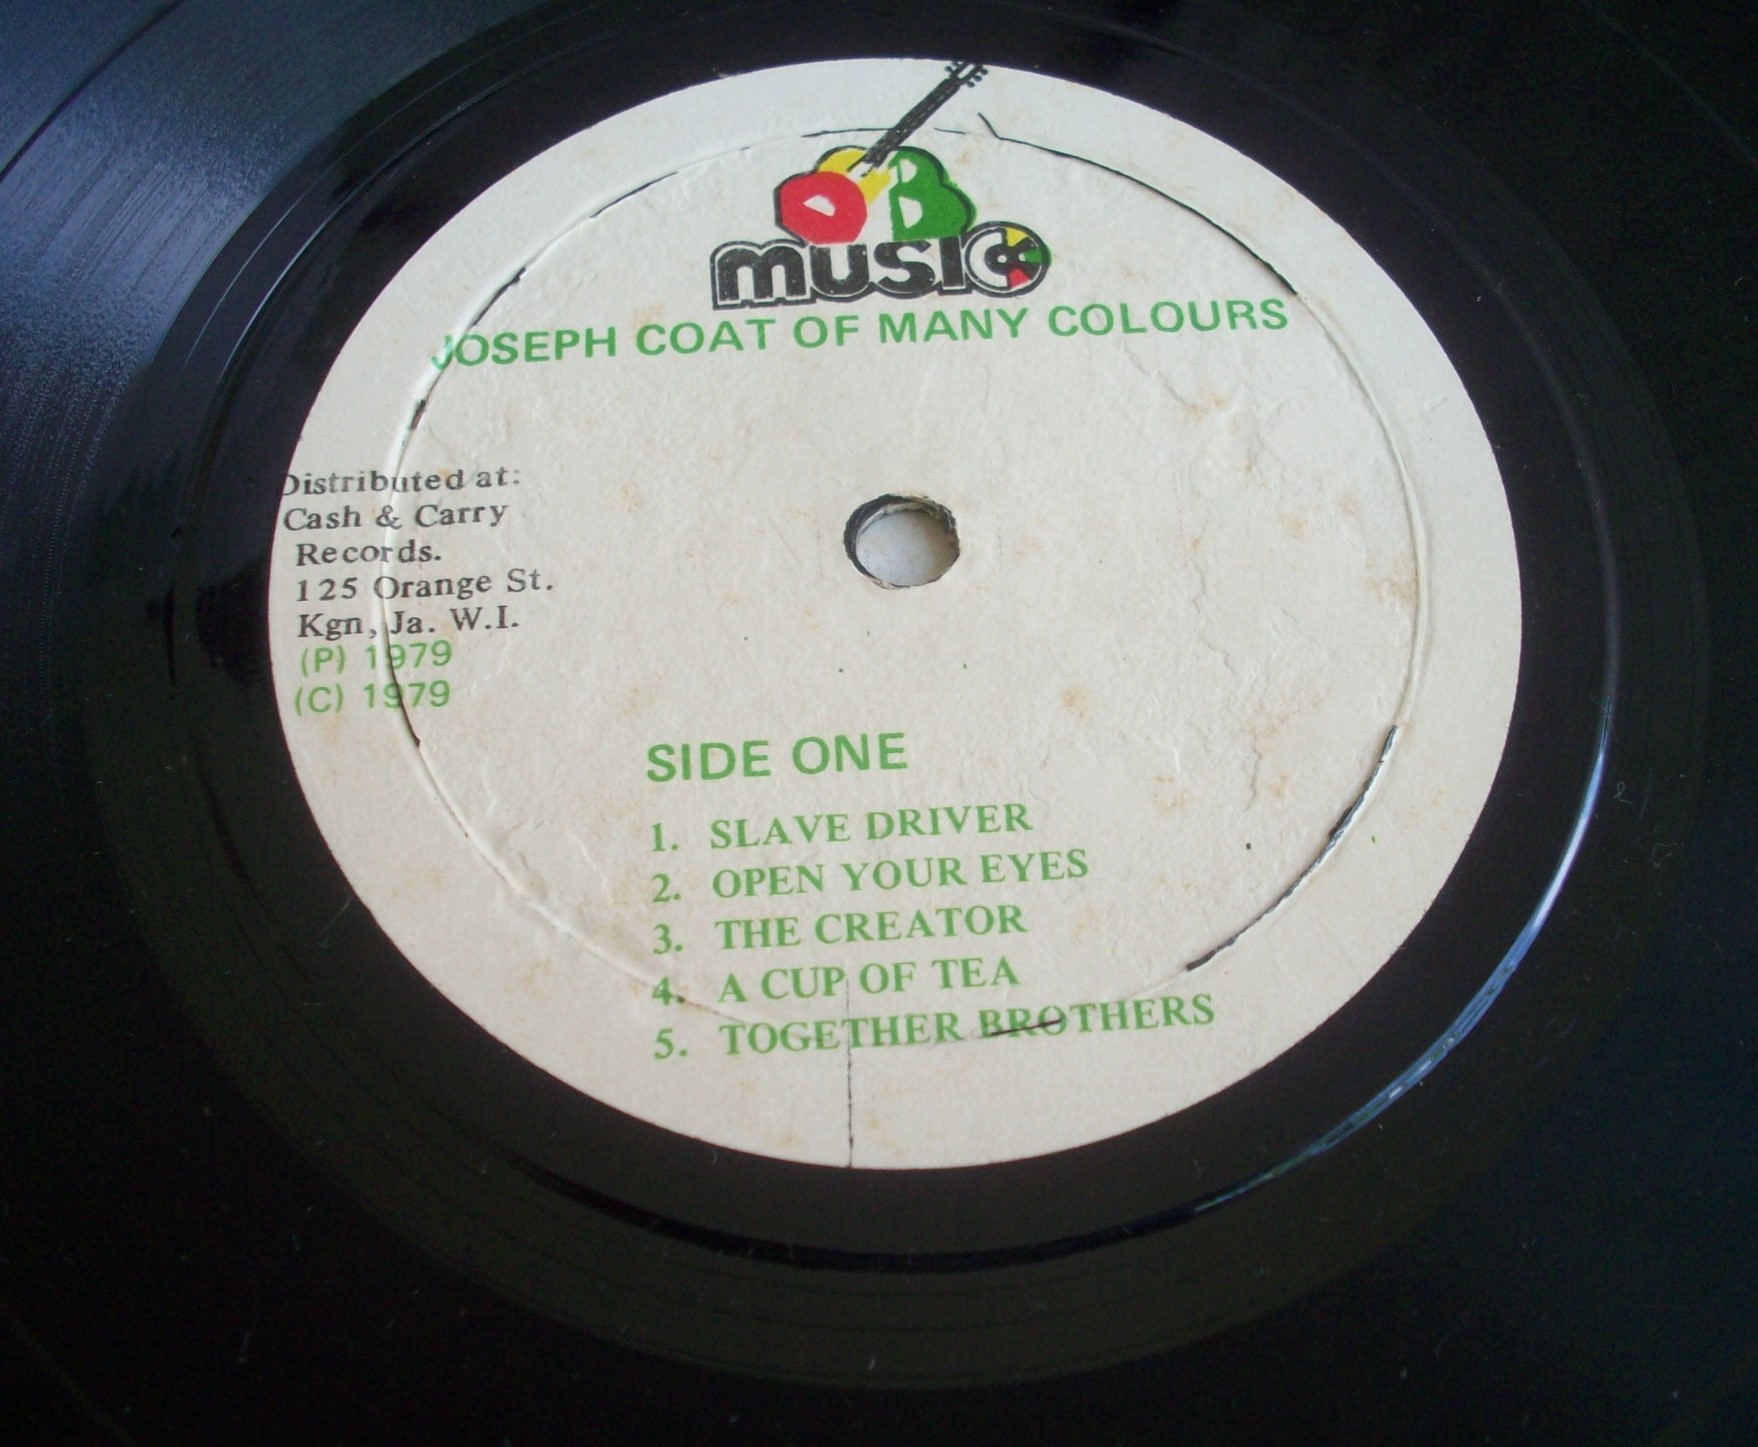 OB
MUSIC
JOSEPH COAT OF MANY COLOURS
Distributed at:
Cash & Carry
Records.
125 Orange St.
Kgn, Ja. W.I.
(P) 1979
(C) 1979
SIDE ONE
1. SLAVE DRIVER
2. OPEN YOUR EYES
3. THE CREATOR
4. A CUP OF TEA
5. TOGETHER BROTHERS